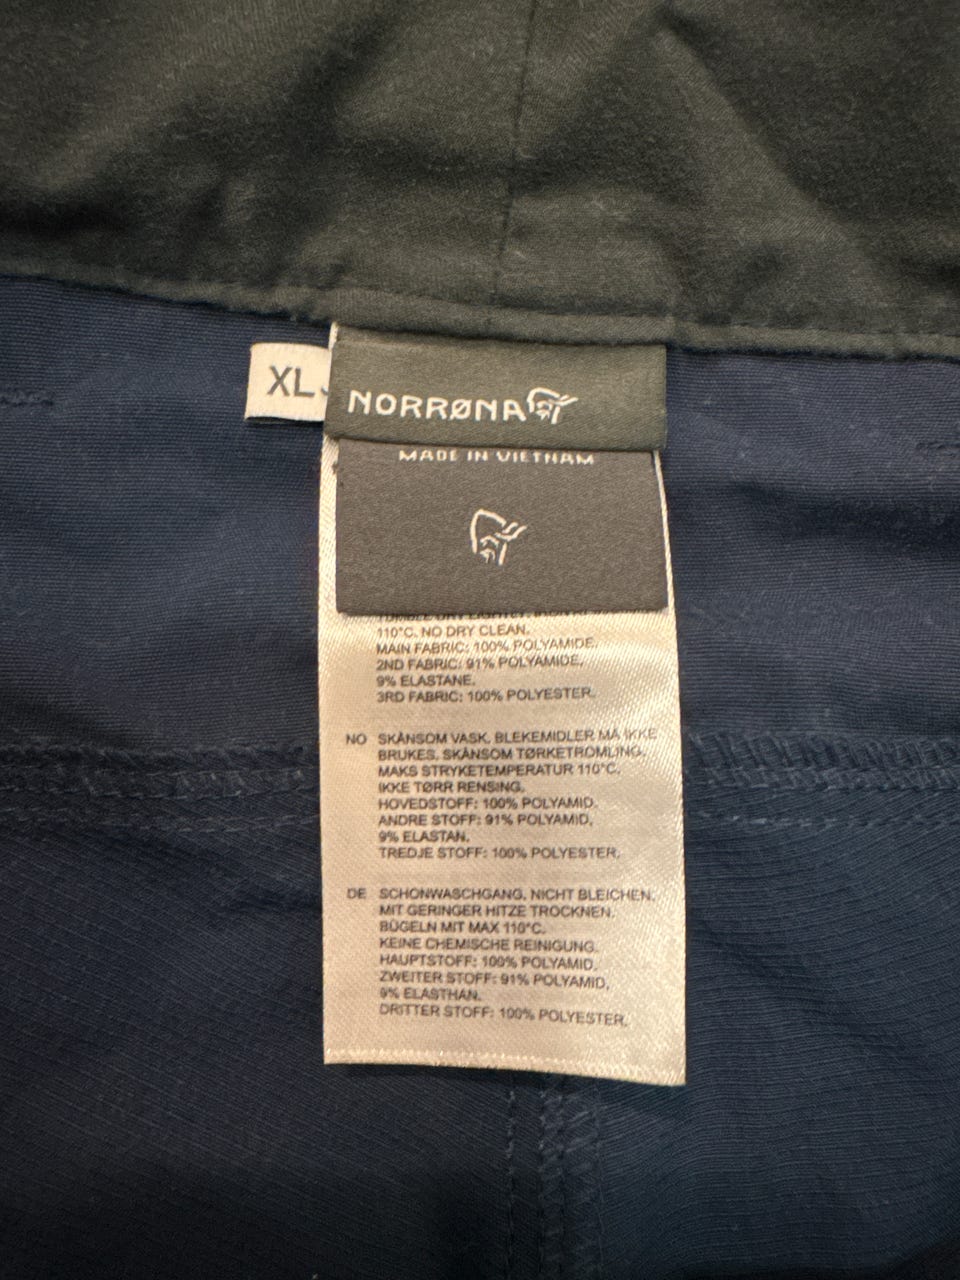 XL
NORRØNA
MADE IN VIETNAM
TUMBLE DRY LIGHTLY.
110°C. NO DRY CLEAN.
MAIN FABRIC: 100% POLYAMIDE.
2ND FABRIC: 91% POLYAMIDE,
9% ELASTANE.
3RD FABRIC: 100% POLYESTER.
NO SKÅNSOM VASK. BLEKEMIDLER MÅ IKKE
BRUKES. SKÅNSOM TØRKETROMLING.
MAKS STRYKETEMPERATUR 110°C.
IKKE TØRR RENSING.
HOVEDSTOFF: 100% POLYAMID.
ANDRE STOFF: 91% POLYAMID,
9% ELASTAN.
TREDJE STOFF: 100% POLYESTER.
DE SCHONWASCHGANG. NICHT BLEICHEN.
MIT GERINGER HITZE TROCKNEN.
BÜGELN MIT MAX 110°C.
KEINE CHEMISCHE REINIGUNG.
HAUPTSTOFF: 100% POLYAMID.
ZWEITER STOFF: 91% POLYAMID,
9% ELASTHAN.
DRITTER STOFF: 100% POLYESTER.